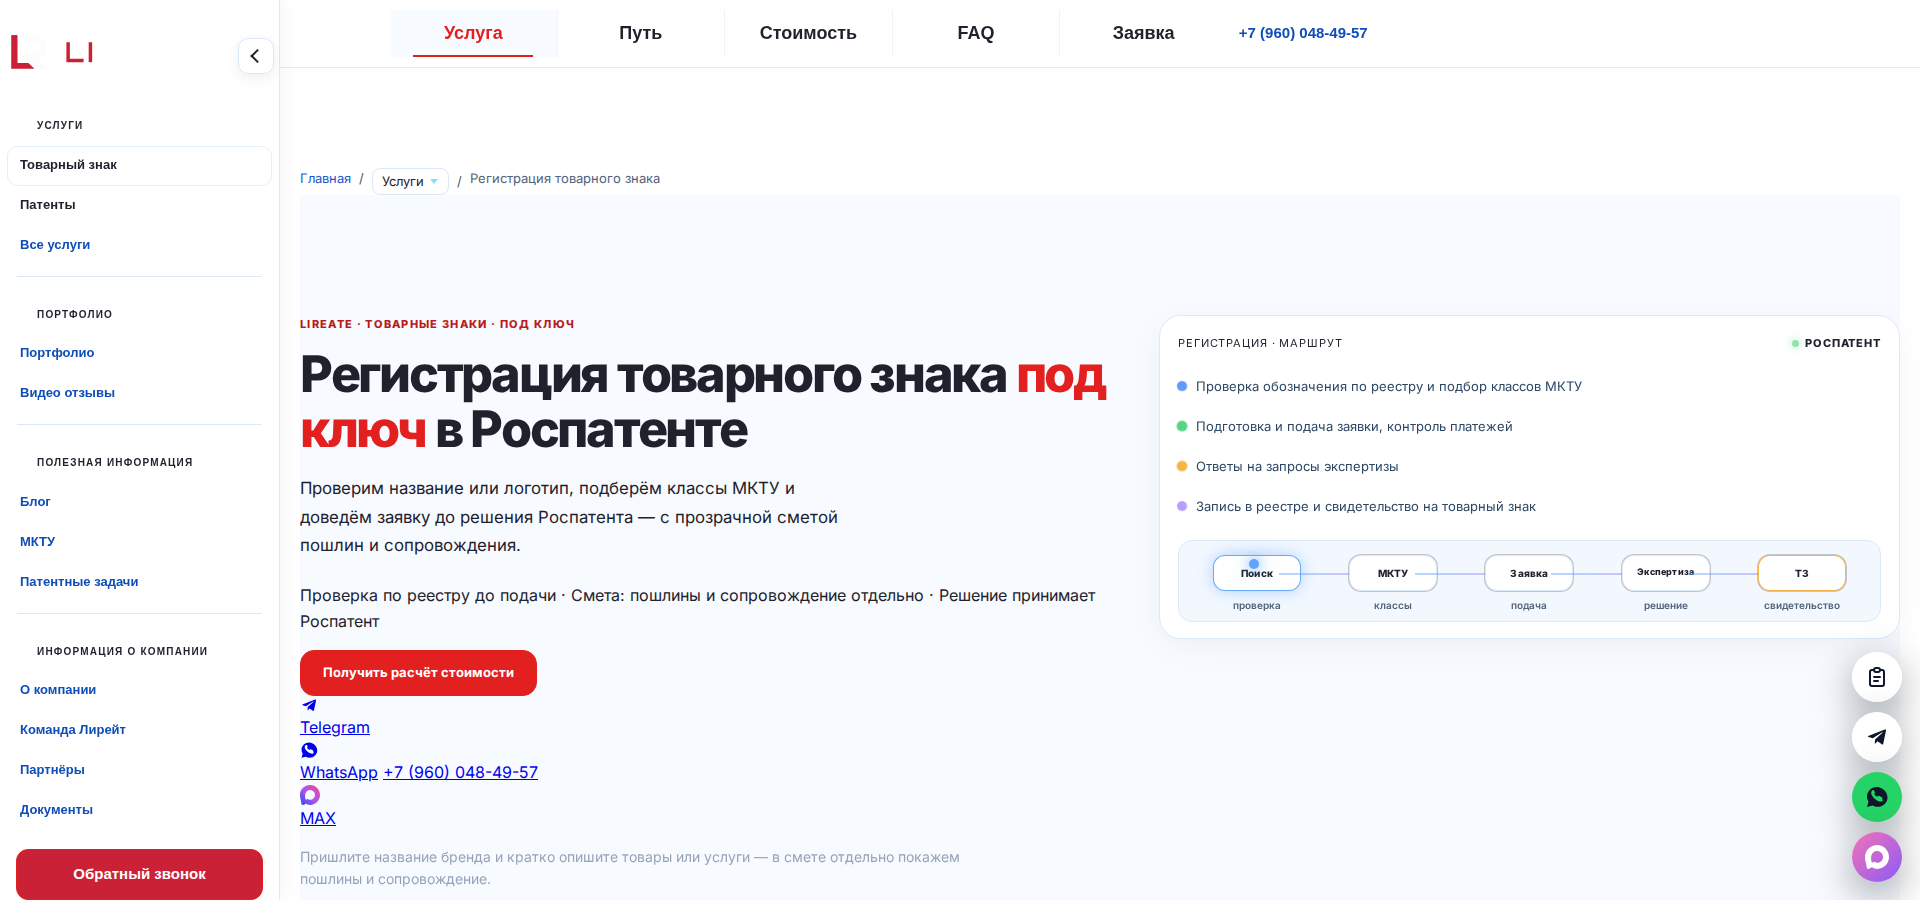 LI
УСЛУГИ
Товарный знак
Патенты
Все услуги
ПОРТФОЛИО
Портфолио
Видео отзывы
ПОЛЕЗНАЯ ИНФОРМАЦИЯ
Блог
МКТУ
Патентные задачи
ИНФОРМАЦИЯ О КОМПАНИИ
О компании
Команда Лирейт
Партнёры
Документы
Обратный звонок
Услуга
Путь
Стоимость
FAQ
Заявка
+7 (960) 048-49-57
Главная / Услуги / Регистрация товарного знака
LIREATE · ТОВАРНЫЕ ЗНАКИ · ПОД КЛЮЧ
Регистрация товарного знака под
ключ в Роспатенте
Проверим название или логотип, подберём классы МКТУ и
доведём заявку до решения Роспатента — с прозрачной сметой
пошлин и сопровождения.
Проверка по реестру до подачи · Смета: пошлины и сопровождение отдельно · Решение принимает
Роспатент
Получить расчёт стоимости
Telegram
WhatsApp +7 (960) 048-49-57
MAX
Пришлите название бренда и кратко опишите товары или услуги — в смете отдельно покажем
пошлины и сопровождение.
РЕГИСТРАЦИЯ · МАРШРУТ
РОСПАТЕНТ
Проверка обозначения по реестру и подбор классов МКТУ
Подготовка и подача заявки, контроль платежей
Ответы на запросы экспертизы
Запись в реестре и свидетельство на товарный знак
Поиск
МКТУ
Заявка
Экспертиза
ТЗ
проверка
классы
подача
решение
свидетельство